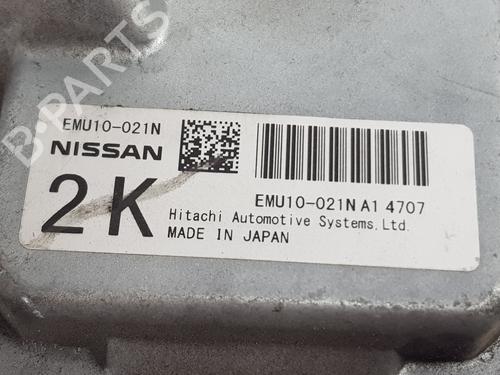 B-PARTS
EMU10-021N
NISSAN
2K
EMU10-021N A1 4707
Hitachi Automotive Systems,Ltd.
MADE IN JAPAN